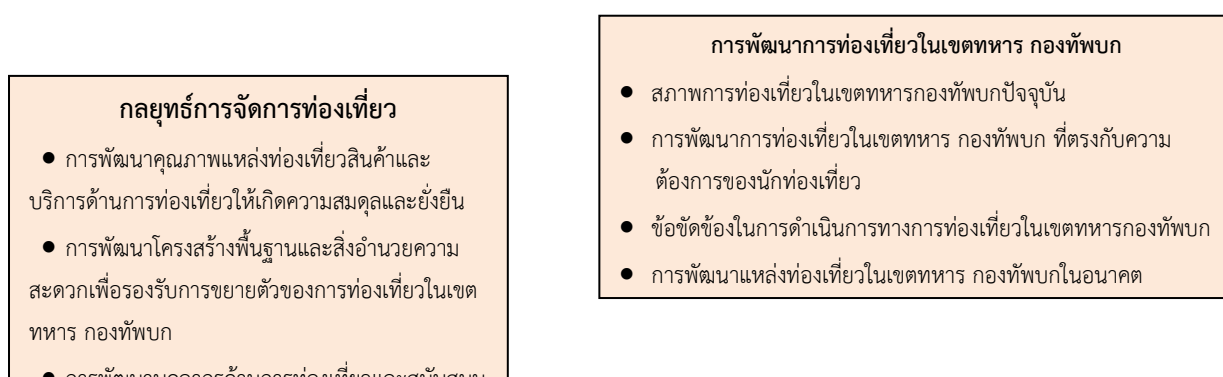 การพัฒนาการท่องเที่ยวในเขตทหาร กองทัพบก
● สภาพการท่องเที่ยวในเขตทหารกองทัพบกปัจจุบัน
● การพัฒนาการท่องเที่ยวในเขตทหาร กองทัพบก ที่ตรงกับความ
ต้องการของนักท่องเที่ยว
● ข้อขัดข้องในการดำเนินการทางการท่องเที่ยวในเขตทหารกองทัพบก
● การพัฒนาแหล่งท่องเที่ยวในเขตทหาร กองทัพบกในอนาคต
กลยุทธ์การจัดการท่องเที่ยว
● การพัฒนาคุณภาพแหล่งท่องเที่ยวสินค้าและ
บริการด้านการท่องเที่ยวให้เกิดความสมดุลและยั่งยืน
● การพัฒนาโครงสร้างพื้นฐานและสิ่งอำนวยความ
สะดวกเพื่อรองรับการขยายตัวของการท่องเที่ยวในเขต
ทหาร กองทัพบก